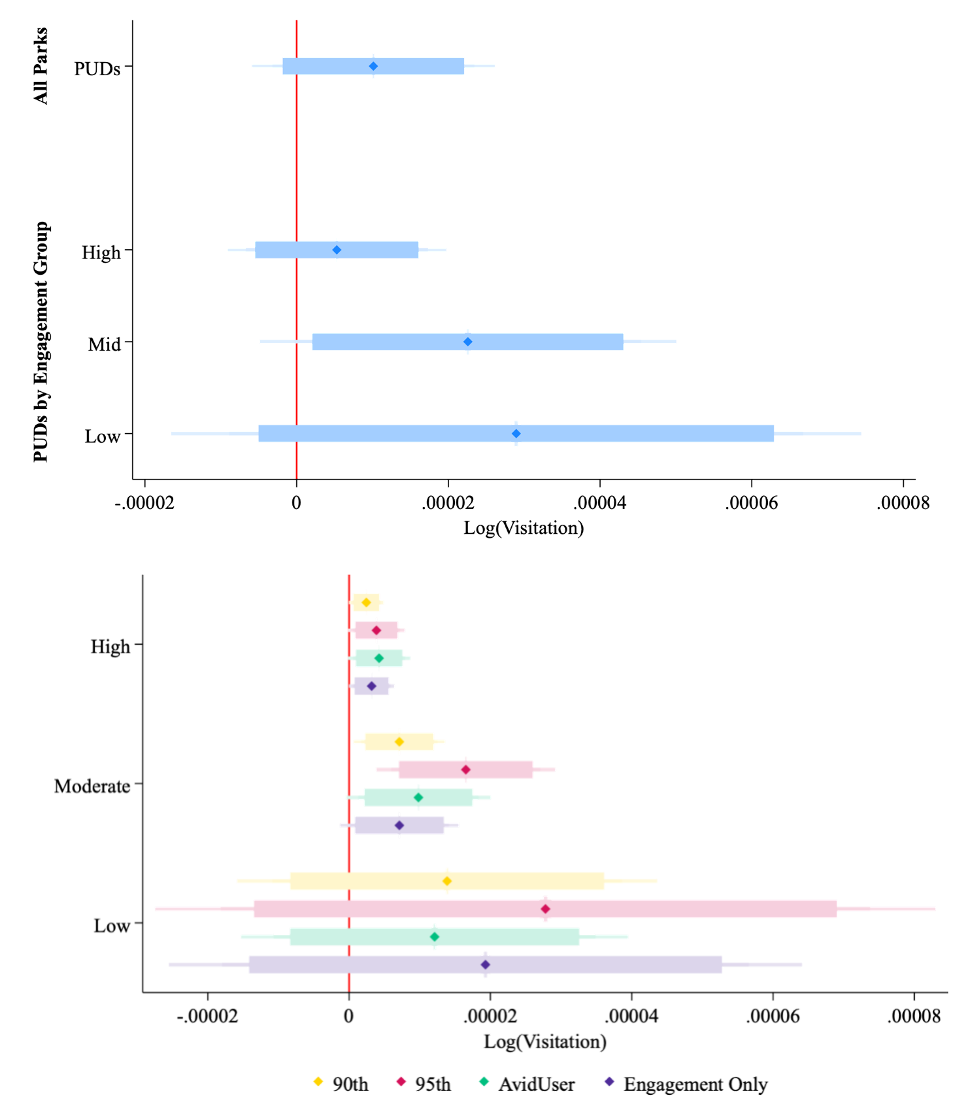 All Parks
PUDs
PUDs by Engagement Group
High
Mid
Low
-.00002 0 .00002 .00004 .00006 .00008
Log(Visitation)
High
Moderate
Low
-.00002 0 .00002 .00004 .00006 .00008
Log(Visitation)
90th 95th AvidUser Engagement Only